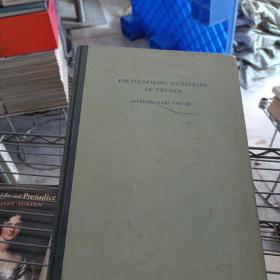 ENCYCLOPAEDIC DICTIONARY
OF PHYSICS
SUPPLEMENTARY VOLUME 1
and Prejudice
JANE AUSTEN